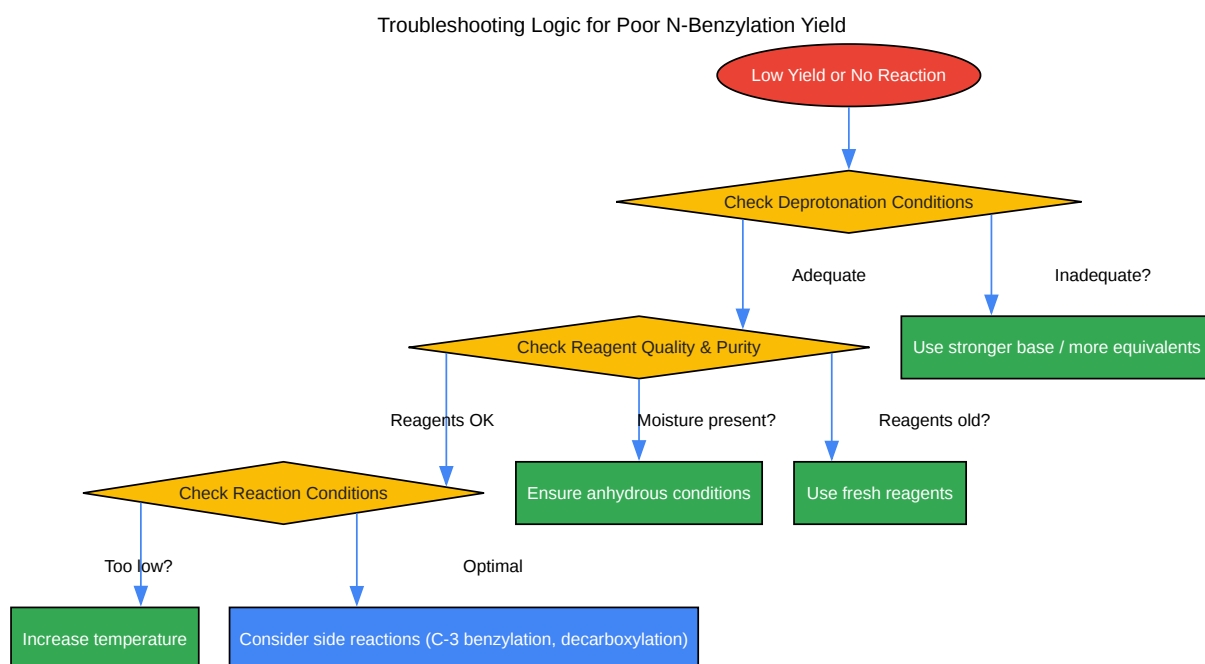 Troubleshooting Logic for Poor N-Benzylation Yield
Low Yield or No Reaction
Check Deprotonation Conditions
Adequate
Inadequate?
Check Reagent Quality & Purity
Use stronger base / more equivalents
Reagents OK
Moisture present?
Reagents old?
Check Reaction Conditions
Ensure anhydrous conditions
Use fresh reagents
Too low?
Optimal
Increase temperature
Consider side reactions (C-3 benzylation, decarboxylation)